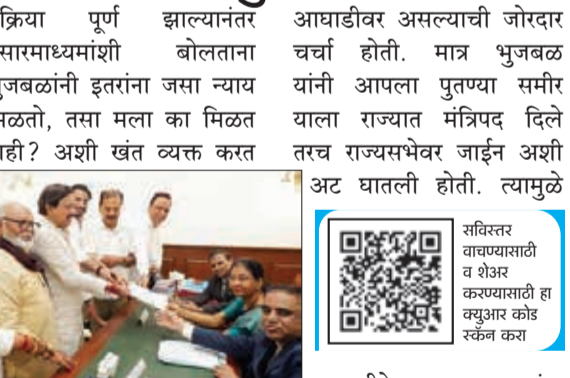 क्रिया पूर्ण झाल्यानंतर
सारमाध्यमांशी बोलताना
ुजबळांनी इतरांना जसा न्याय
मळतो, तसा मला का मिळत
ाही? अशी खंत व्यक्त करत
आघाडीवर असल्याची जोरदार
चर्चा होती. मात्र भुजबळ
यांनी आपला पुतण्या समीर
याला राज्यात मंत्रिपद दिले
तरच राज्यसभेवर जाईन अशी
अट घातली होती. त्यामुळे
सविस्तर
वाचण्यासाठी
व शेअर
करण्यासाठी हा
क्युआर कोड
स्कॅन करा